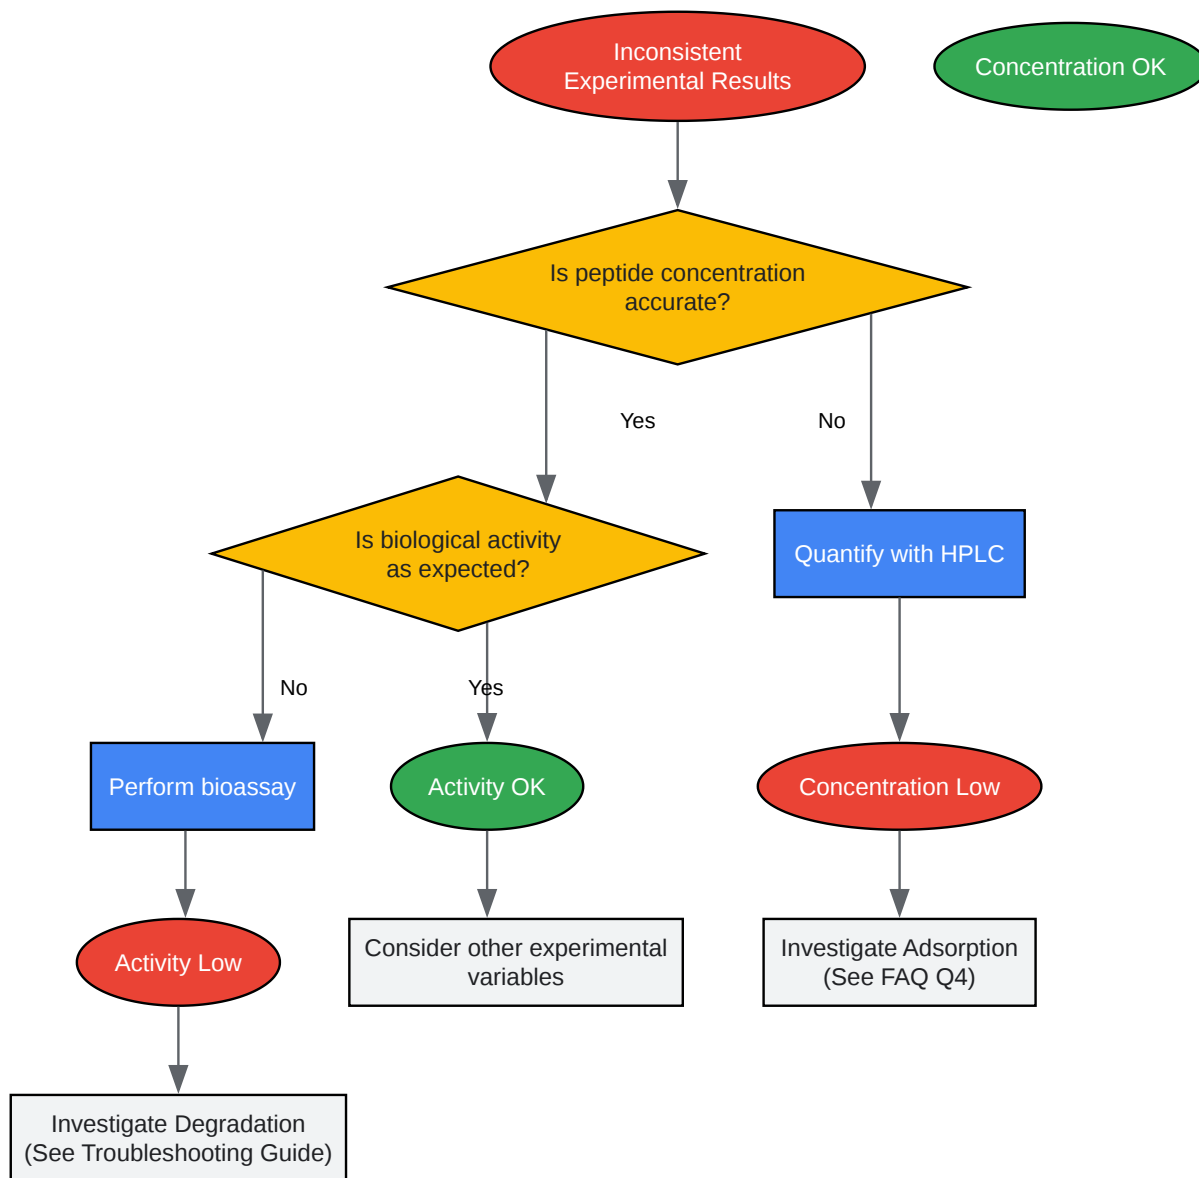 Inconsistent
Experimental Results
Concentration OK
Is peptide concentration
accurate?
Yes
No
Is biological activity
as expected?
Quantify with HPLC
No
Yes
Perform bioassay
Activity OK
Concentration Low
Activity Low
Consider other experimental
variables
Investigate Adsorption
(See FAQ Q4)
Investigate Degradation
(See Troubleshooting Guide)